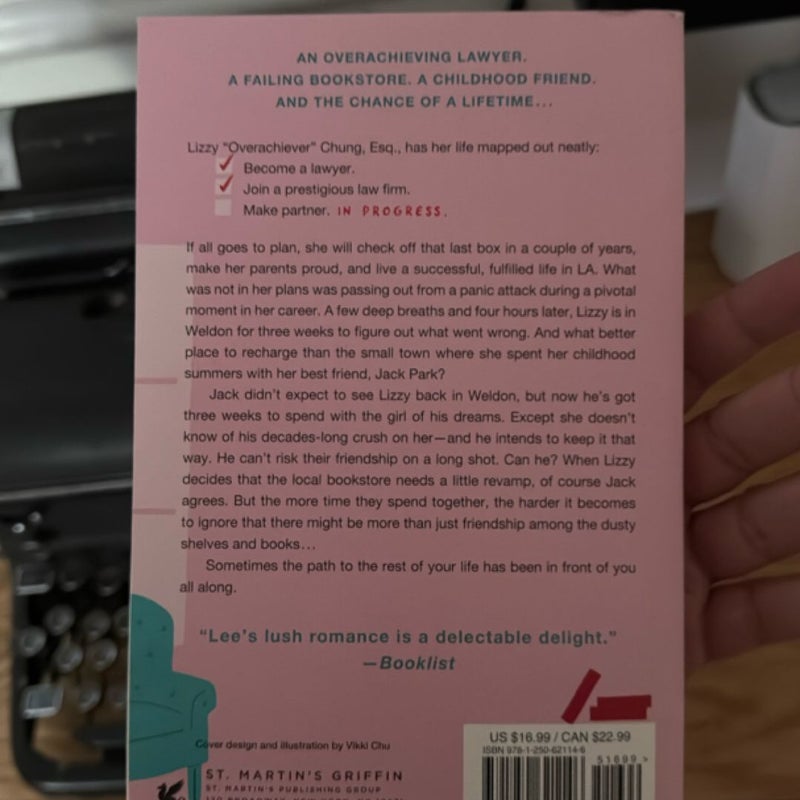 AN OVERACHIEVING LAWYER.
A FAILING BOOKSTORE. A CHILDHOOD FRIEND.
AND THE CHANCE OF A LIFETIME...
Lizzy "Overachiever" Chung, Esq., has her life mapped out neatly:
Become a lawyer.
Join a prestigious law firm.
Make partner. IN PROGRESS.
If all goes to plan, she will check off that last box in a couple of years,
make her parents proud, and live a successful, fulfilled life in LA. What
was not in her plans was passing out from a panic attack during a pivotal
moment in her career. A few deep breaths and four hours later, Lizzy is in
Weldon for three weeks to figure out what went wrong. And what better
place to recharge than the small town where she spent her childhood
summers with her best friend, Jack Park?
Jack didn't expect to see Lizzy back in Weldon, but now he's got
three weeks to spend with the girl of his dreams. Except she doesn't
know of his decades-long crush on her—and he intends to keep it that
way. He can't risk their friendship on a long shot. Can he? When Lizzy
decides that the local bookstore needs a little revamp, of course Jack
agrees. But the more time they spend together, the harder it becomes
to ignore that there might be more than just friendship among the dusty
shelves and books...
Sometimes the path to the rest of your life has been in front of you
all along.
"Lee's lush romance is a delectable delight."
—Booklist
Cover design and illustration by Vikki Chu
US $16.99 / CAN $22.99
ISBN 978-1-250-62114-6
51699>
ST. MARTIN'S GRIFFIN
ST. MARTIN'S PUBLISHING GROUP